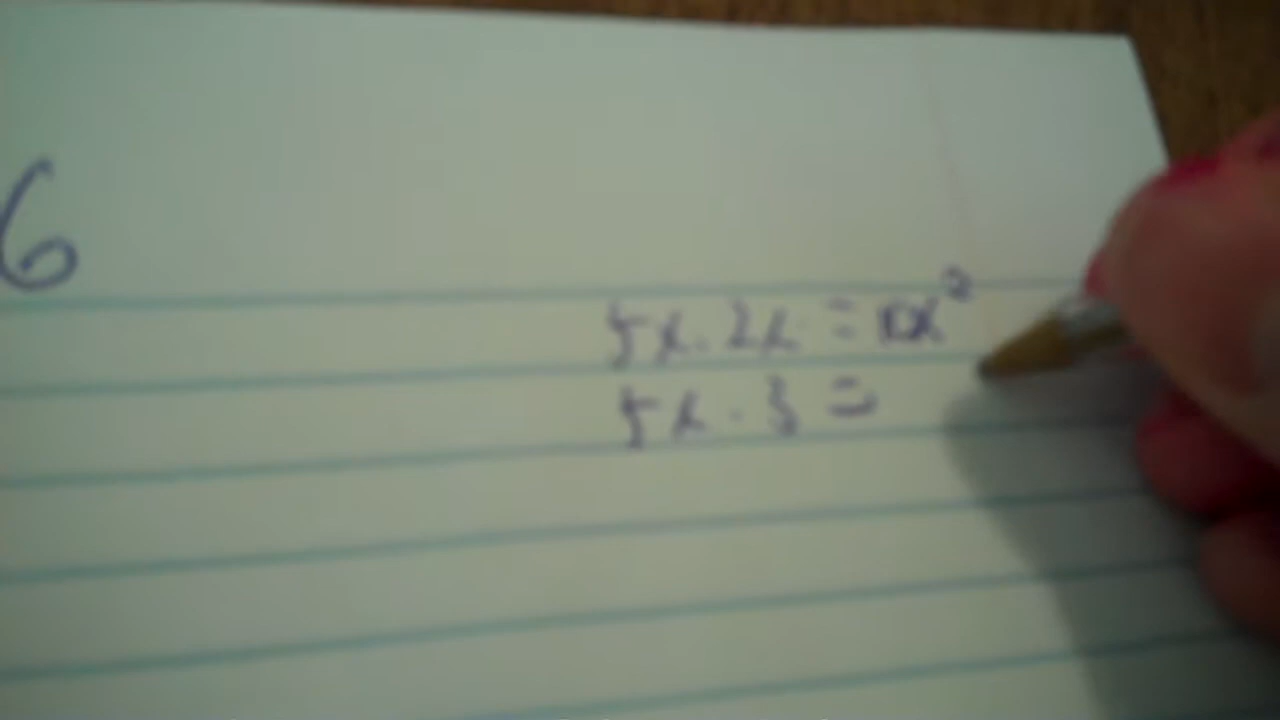 6
5x · 2x = 10x²
5x · 3 =